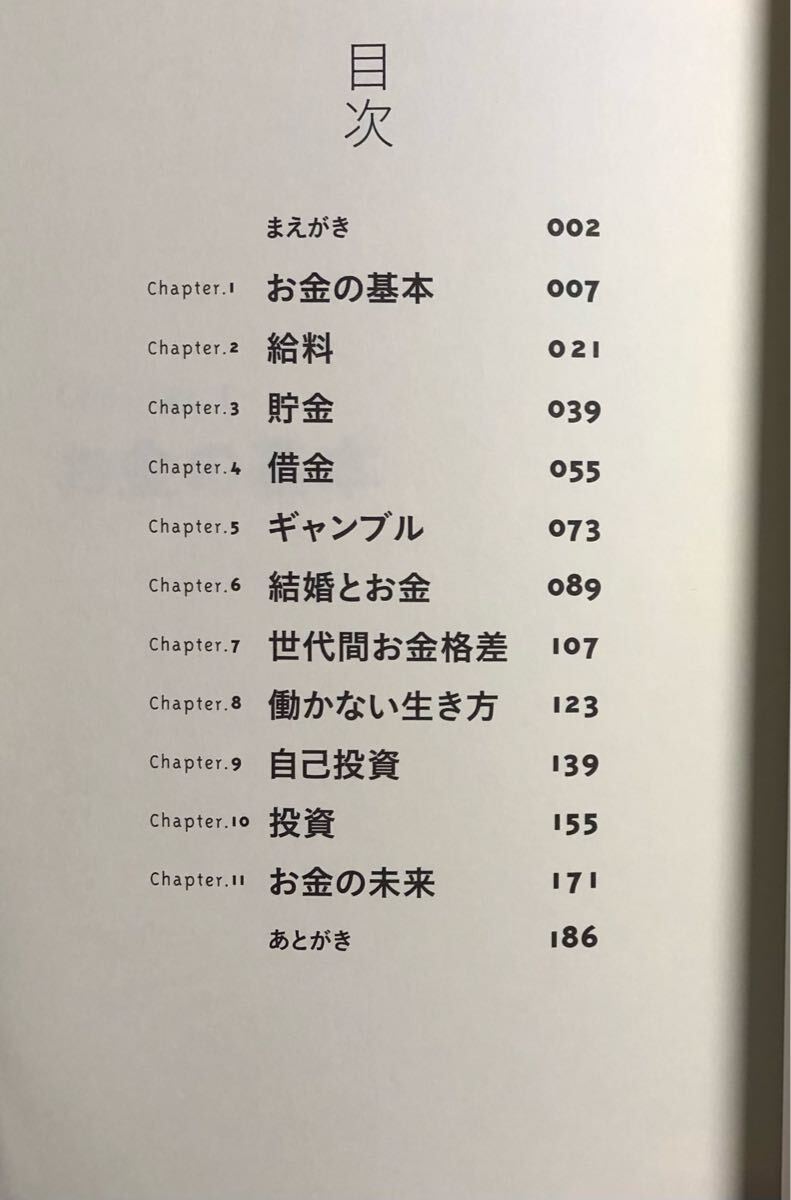 目次
まえがき 002
Chapter.1 お金の基本 007
Chapter.2 給料 021
Chapter.3 貯金 039
Chapter.4 借金 055
Chapter.5 ギャンブル 073
Chapter.6 結婚とお金 089
Chapter.7 世代間お金格差 107
Chapter.8 働かない生き方 123
Chapter.9 自己投資 139
Chapter.10 投資 155
Chapter.11 お金の未来 171
あとがき 186